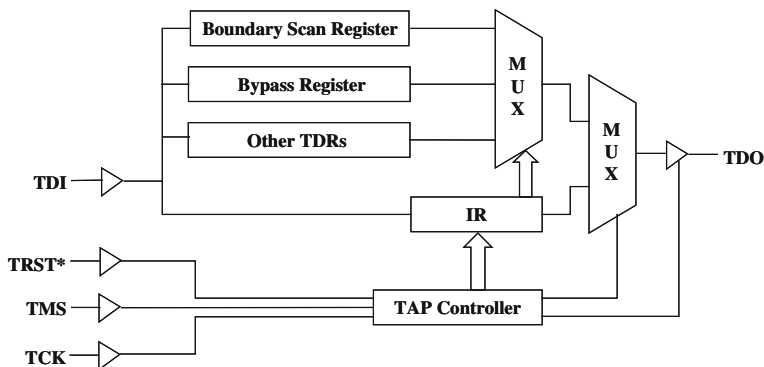 Boundary Scan Register
Bypass Register
Other TDRs
M
U
X
M
U
X
TDI
TDO
IR
TRST*
TMS
TAP Controller
TCK